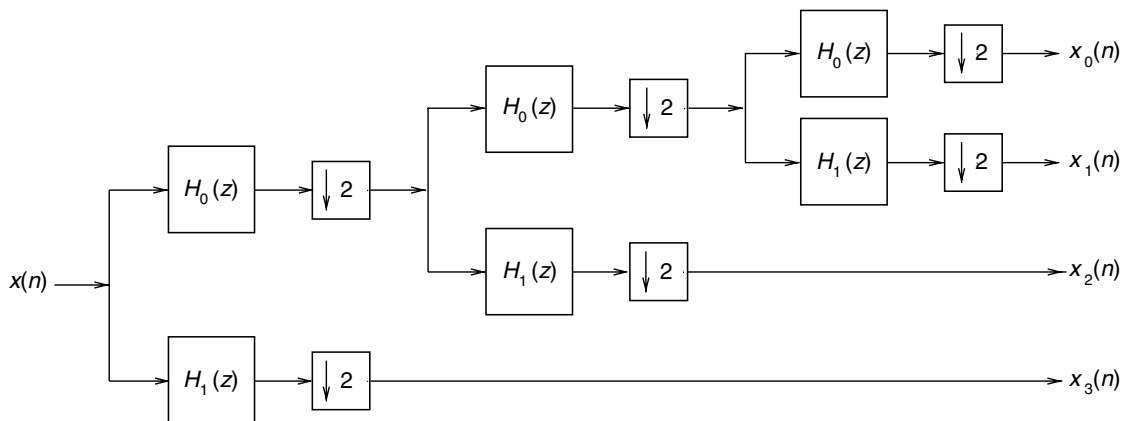 H₀(z) ↓ 2 x₀(n)
H₀(z) ↓ 2
H₁(z) ↓ 2 x₁(n)
H₀(z) ↓ 2
H₁(z) ↓ 2 x₂(n)
x(n)
H₁(z) ↓ 2 x₃(n)